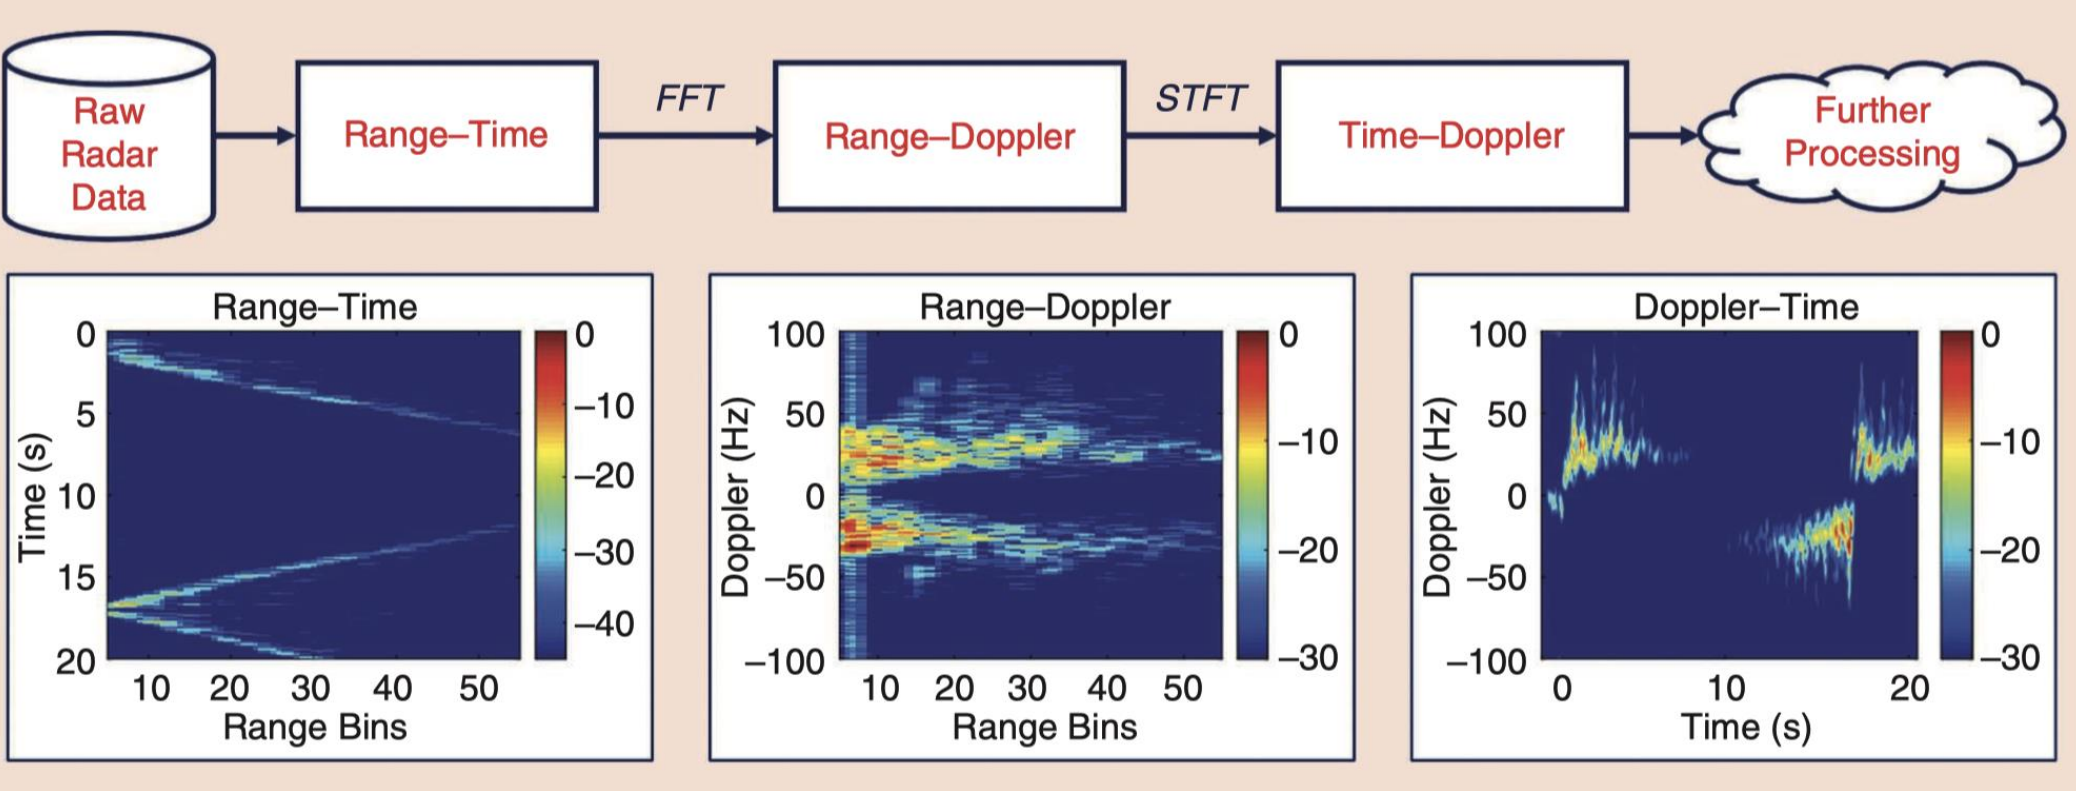 Raw
Radar
Data
Range–Time
FFT
Range–Doppler
STFT
Time–Doppler
Further
Processing
Range–Time
0
5
10
15
20
Time (s)
10 20 30 40 50
Range Bins
0
–10
–20
–30
–40
Range–Doppler
100
50
0
–50
–100
Doppler (Hz)
10 20 30 40 50
Range Bins
0
–10
–20
–30
Doppler–Time
100
50
0
–50
–100
Doppler (Hz)
0 10 20
Time (s)
0
–10
–20
–30